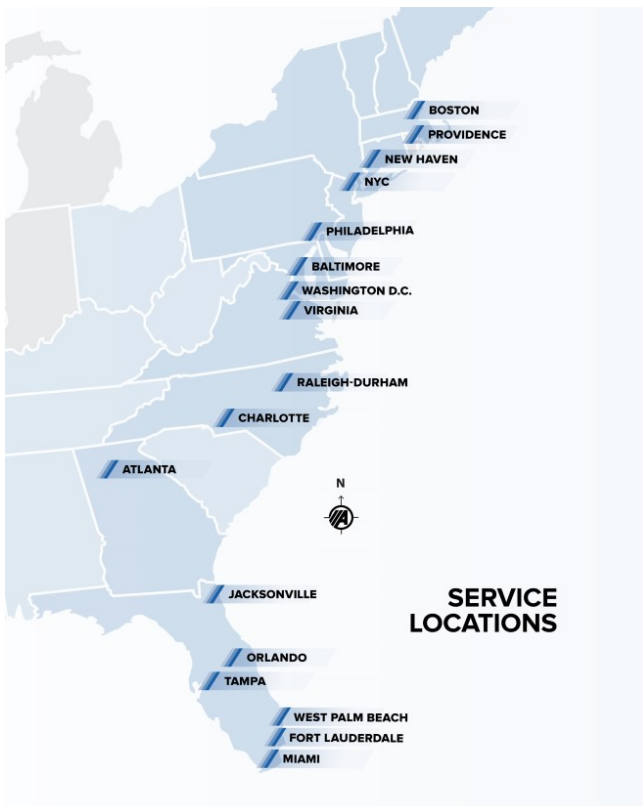 BOSTON
PROVIDENCE
NEW HAVEN
NYC
PHILADELPHIA
BALTIMORE
WASHINGTON D.C.
VIRGINIA
RALEIGH-DURHAM
CHARLOTTE
ATLANTA
N
JACKSONVILLE
SERVICE
LOCATIONS
ORLANDO
TAMPA
WEST PALM BEACH
FORT LAUDERDALE
MIAMI